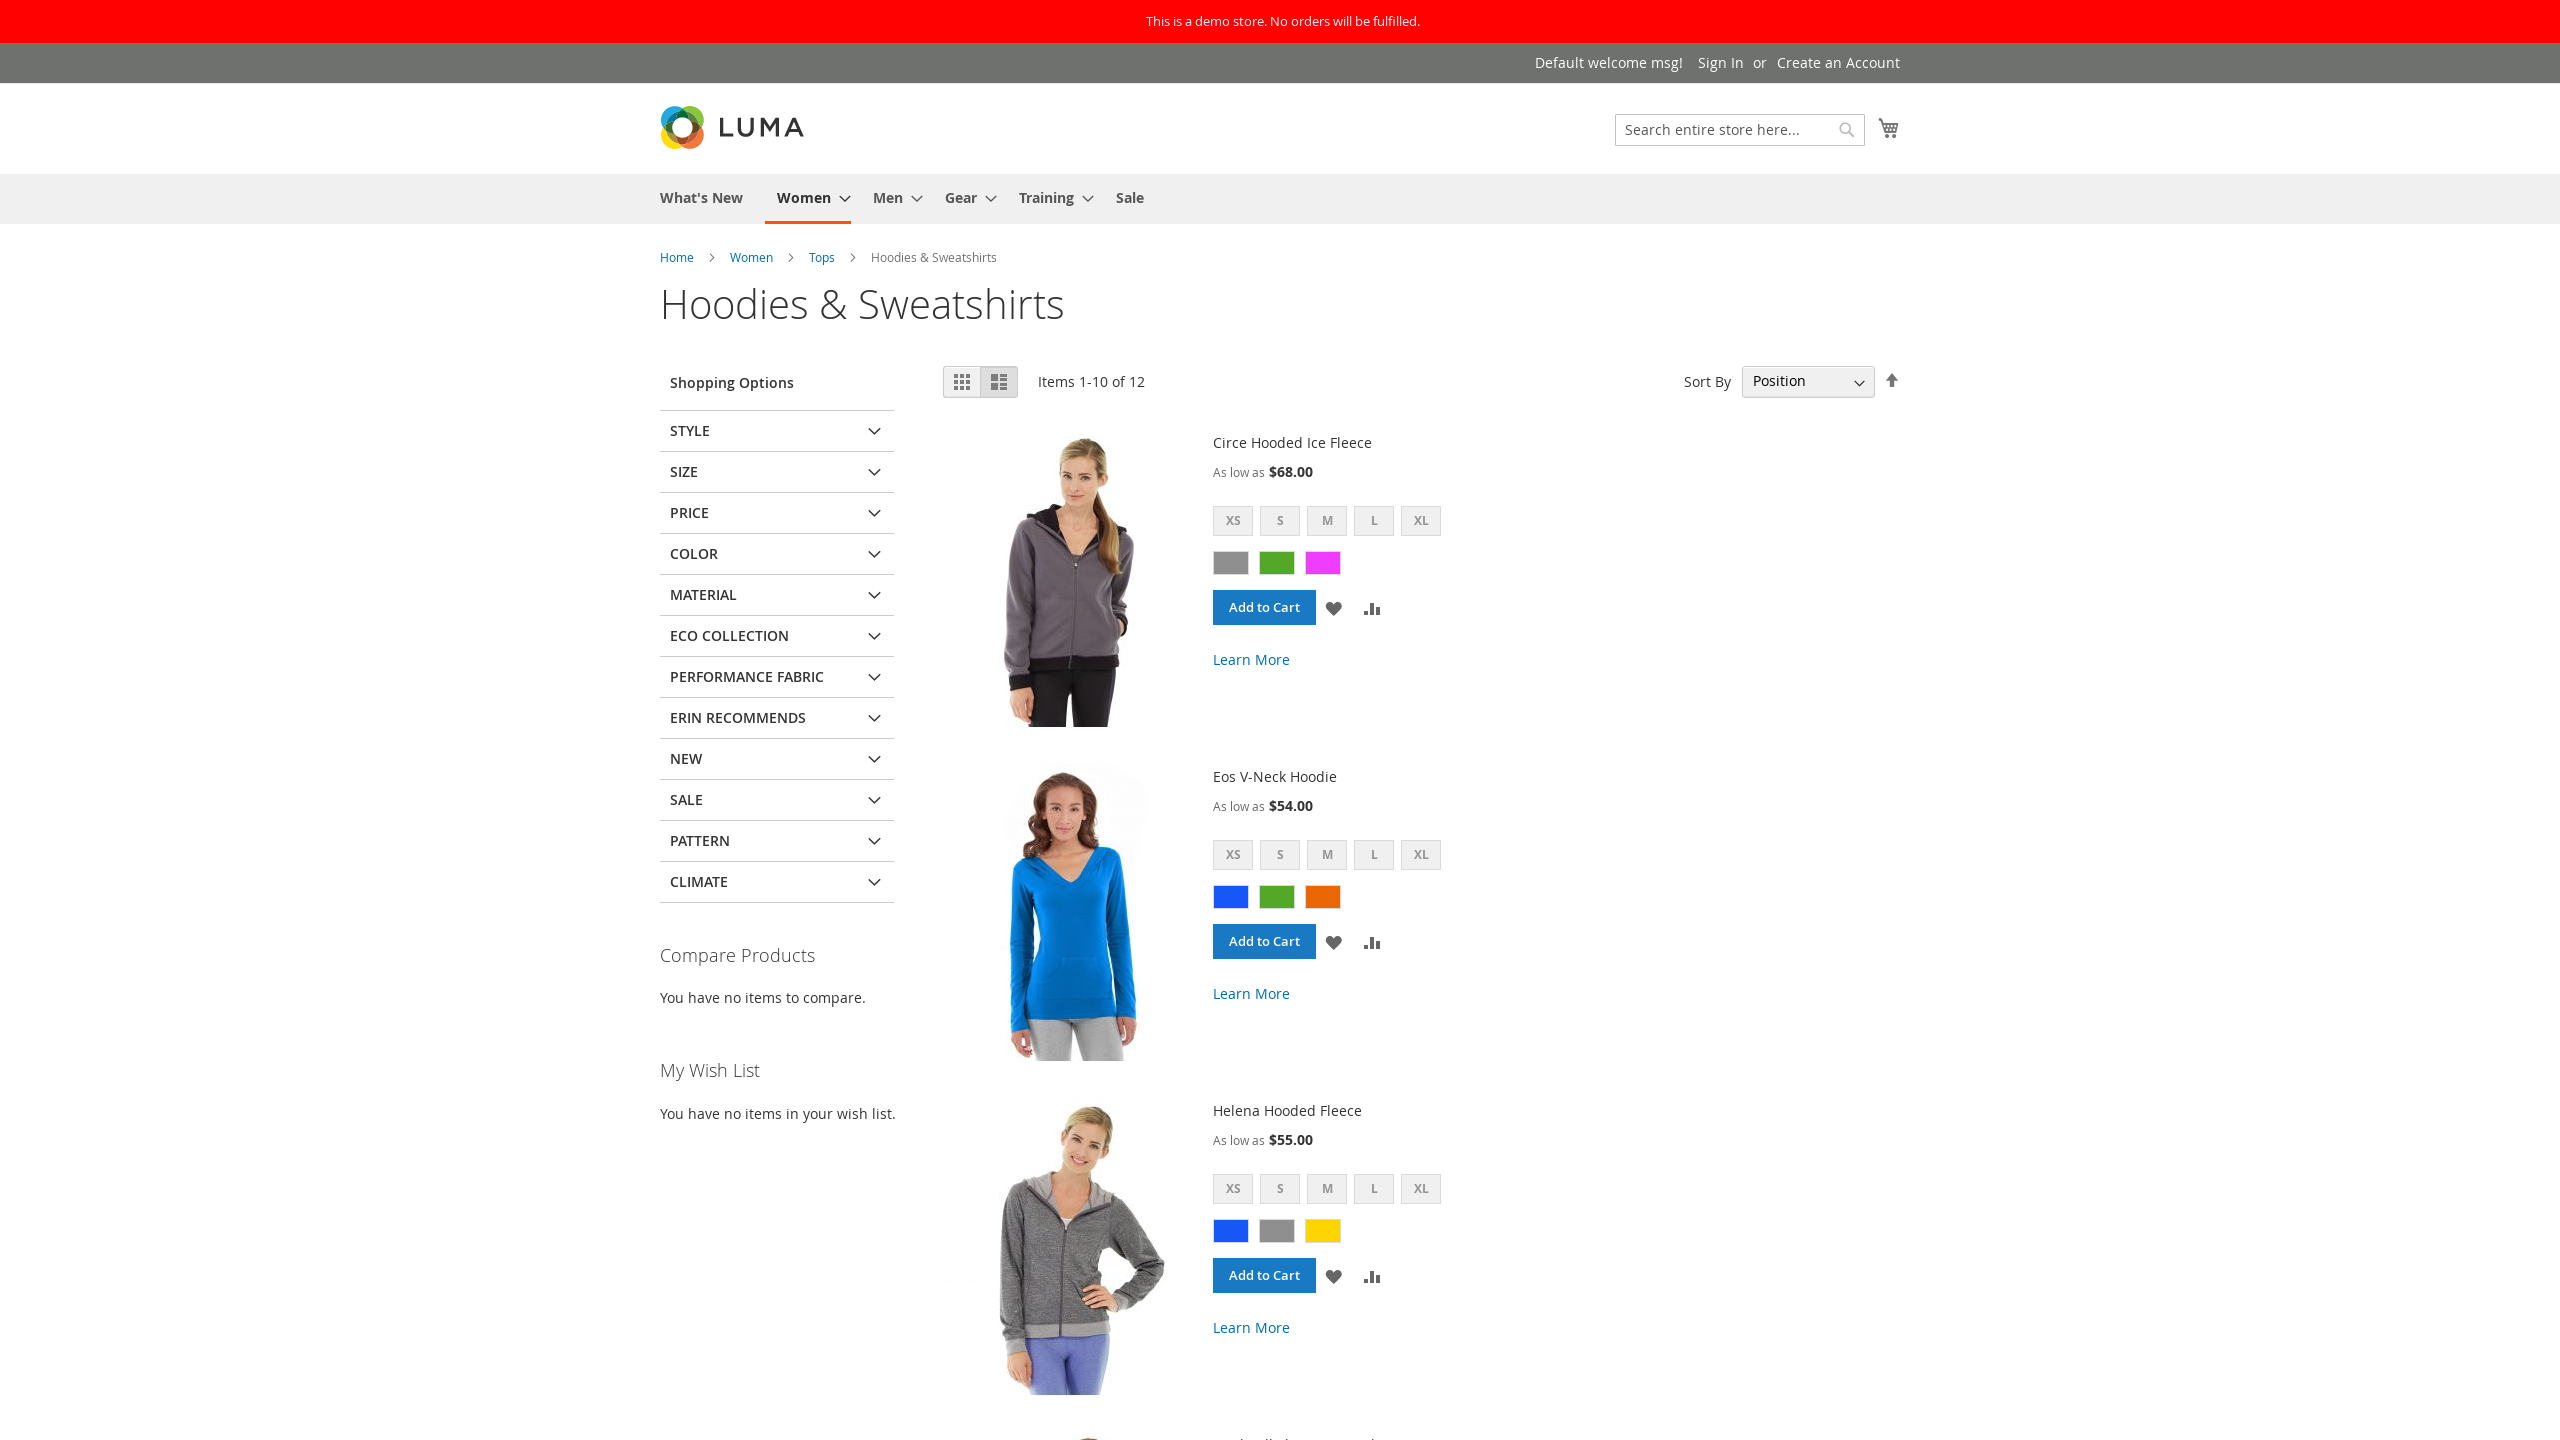 This is a demo store. No orders will be fulfilled.
Default welcome msg! Sign In or Create an Account
LUMA
Search entire store here...
What's New Women Men Gear Training Sale
Home Women Tops Hoodies & Sweatshirts
Hoodies & Sweatshirts
Shopping Options
STYLE
SIZE
PRICE
COLOR
MATERIAL
ECO COLLECTION
PERFORMANCE FABRIC
ERIN RECOMMENDS
NEW
SALE
PATTERN
CLIMATE
Compare Products
You have no items to compare.
My Wish List
You have no items in your wish list.
Items 1-10 of 12
Sort By Position
Circe Hooded Ice Fleece
As low as $68.00
XS S M L XL
Add to Cart
Learn More
Eos V-Neck Hoodie
As low as $54.00
XS S M L XL
Add to Cart
Learn More
Helena Hooded Fleece
As low as $55.00
XS S M L XL
Add to Cart
Learn More